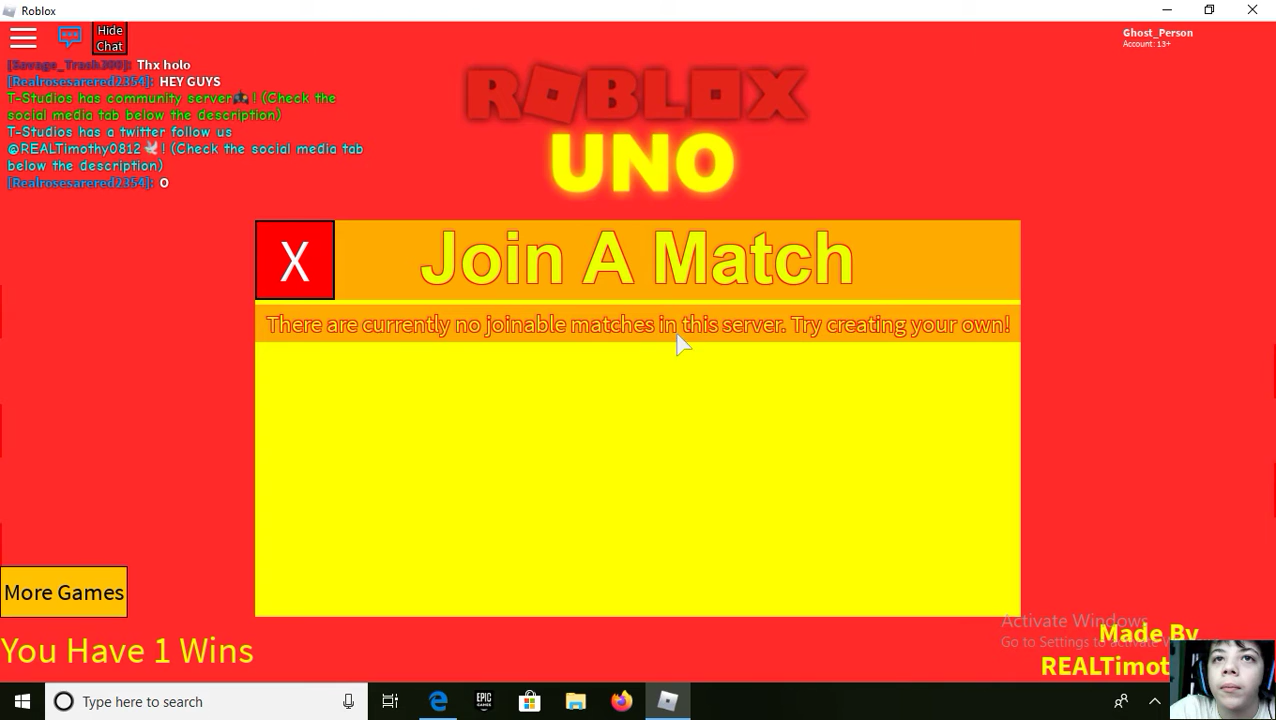 Roblox
Hide
Chat
Ghost_Person
Account: 13+
[Savage_Trash300]: Thx holo
[Realrosesarered2354]: HEY GUYS
T-Studios has community server🎮! (Check the
social media tab below the description)
T-Studios has a twitter follow us
@REALTimothy0812🕊! (Check the social media tab
below the description)
[Realrosesarered2354]: O
ROBLOX
UNO
X
Join A Match
There are currently no joinable matches in this server. Try creating your own!
More Games
You Have 1 Wins
Activate Windows
Go to Settings to activate W
Made By
REALTimot
Type here to search
EPIC
GAMES